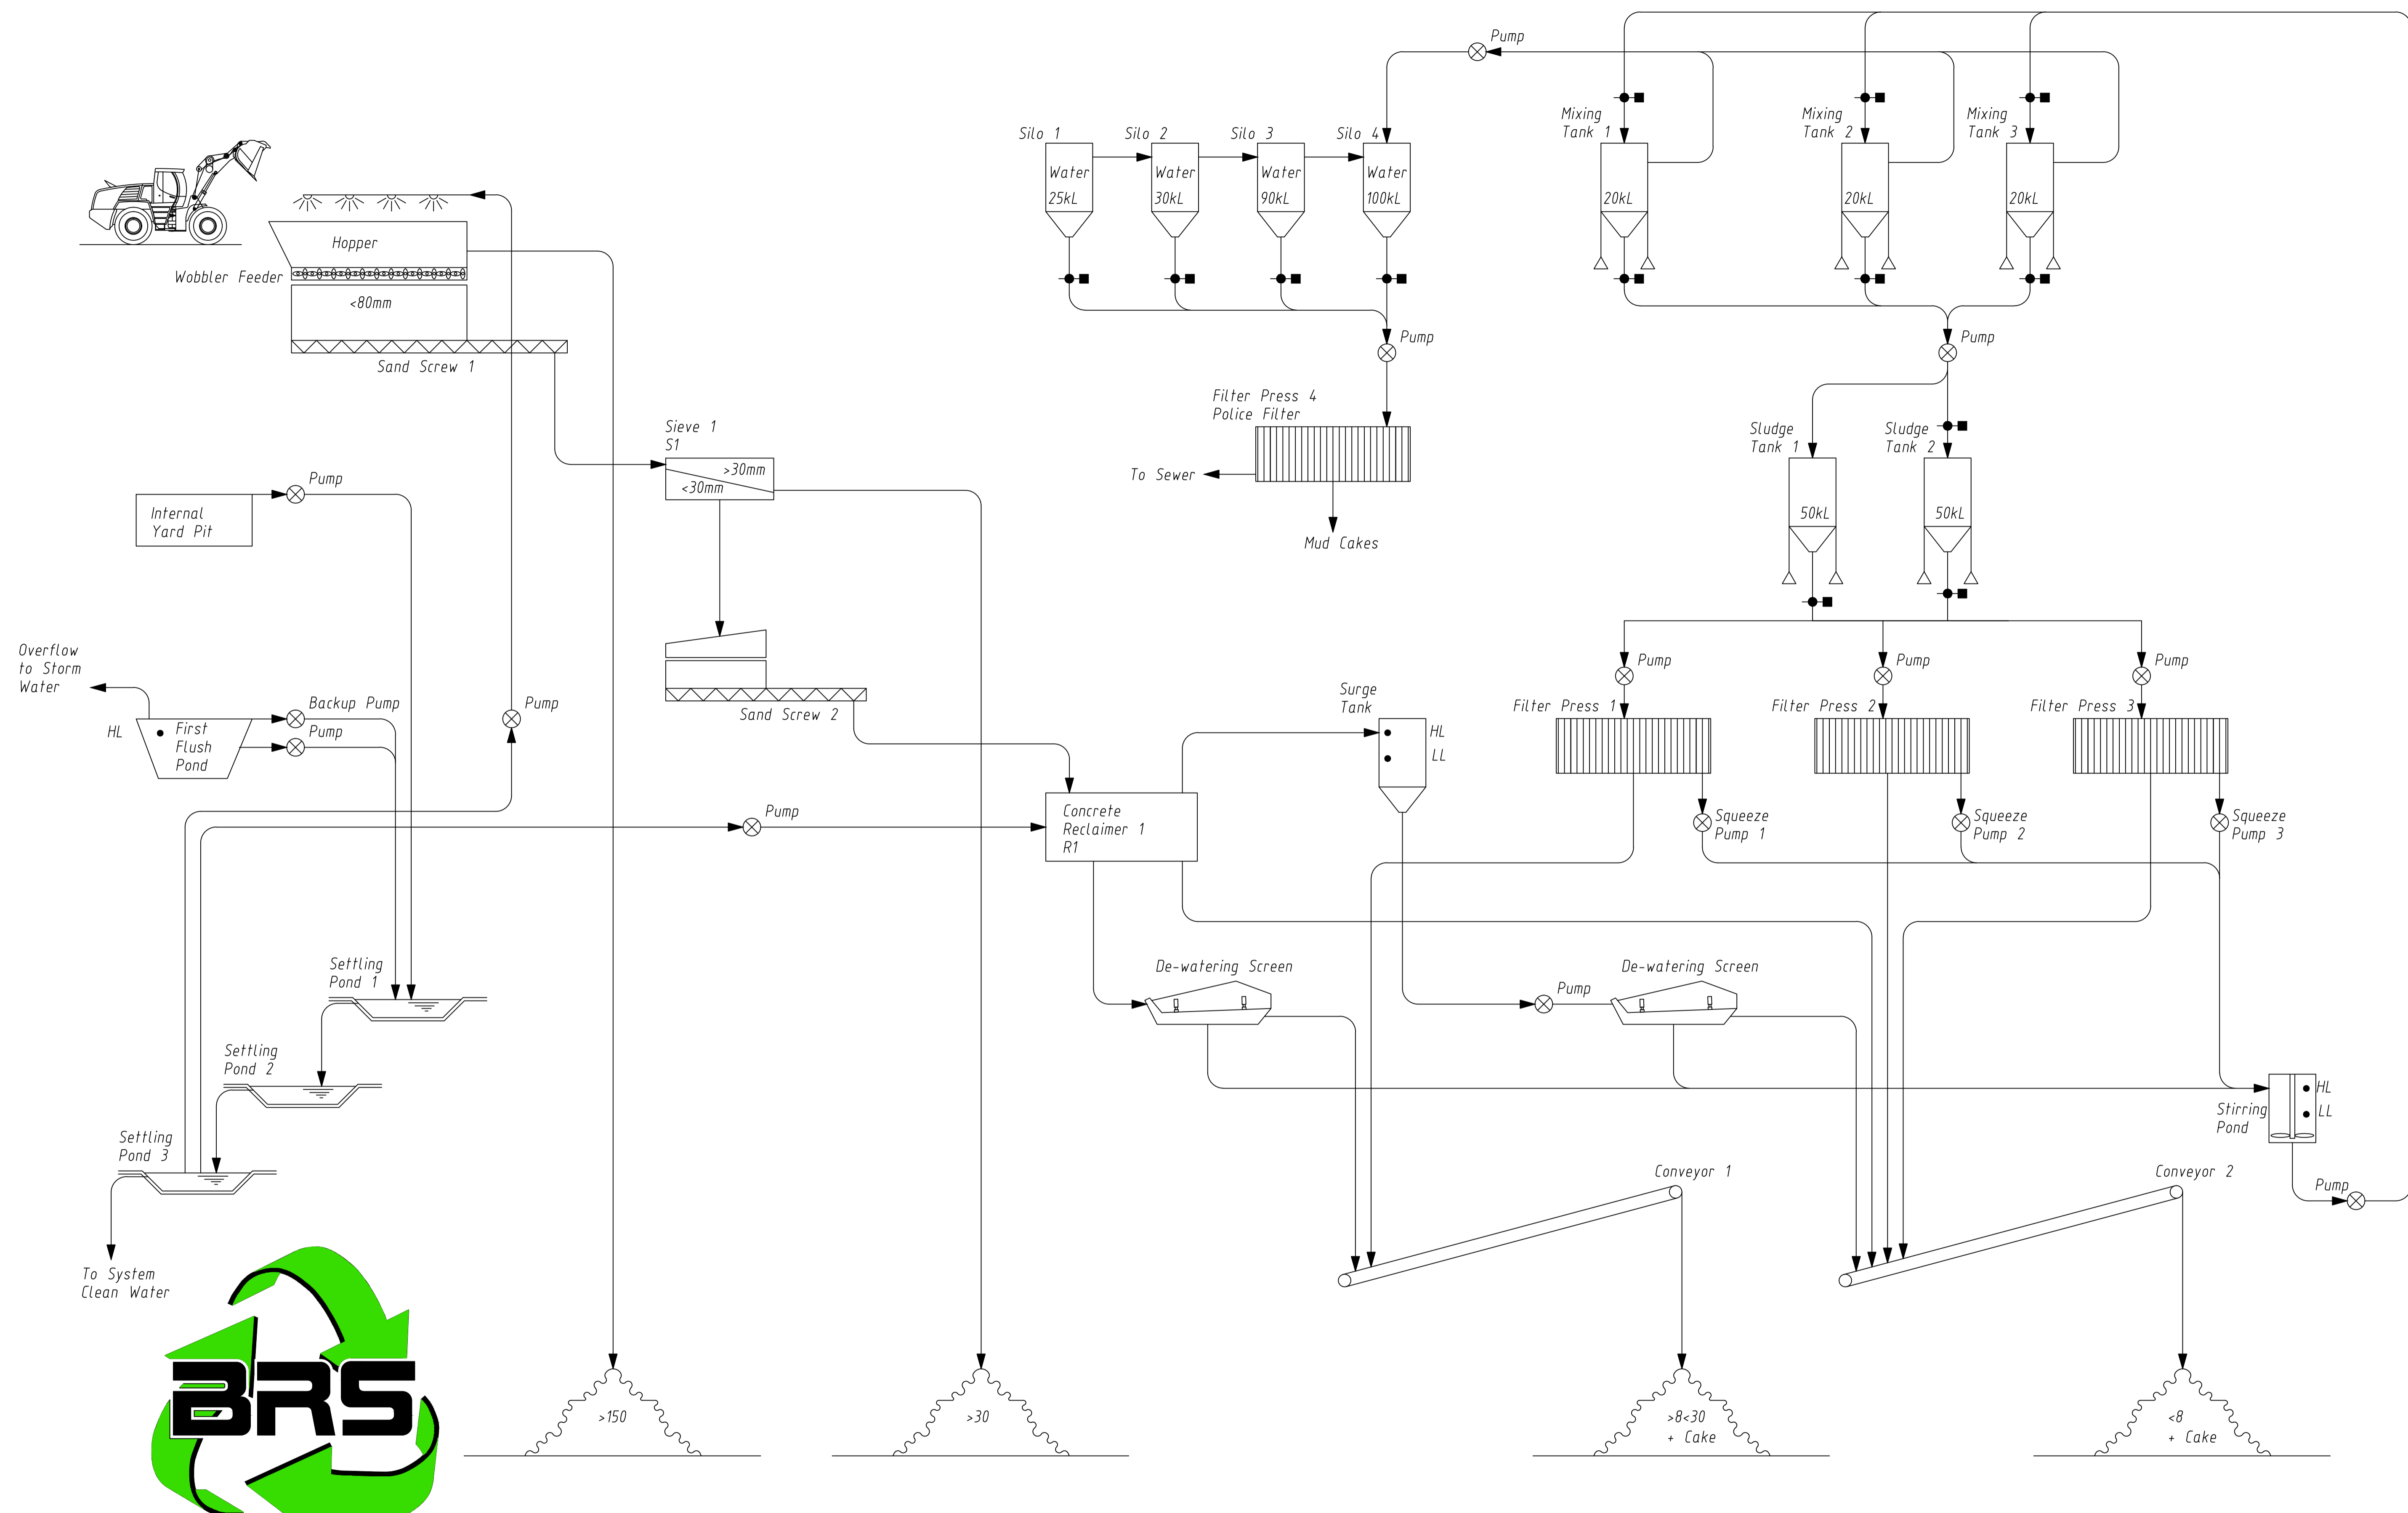 Pump
Mixing
Tank 1
20kL
Mixing
Tank 2
20kL
Mixing
Tank 3
20kL
Silo 1
Water
25kL
Silo 2
Water
30kL
Silo 3
Water
90kL
Silo 4
Water
100kL
Hopper
Wobbler Feeder
<80mm
Sand Screw 1
Pump
Pump
Filter Press 4
Police Filter
To Sewer
Mud Cakes
Sludge
Tank 1
50kL
Sludge
Tank 2
50kL
Sieve 1
S1
>30mm
<30mm
Pump
Internal
Yard Pit
Overflow
to Storm
Water
HL
First
Flush
Pond
Backup Pump
Pump
Pump
Sand Screw 2
Pump
Concrete
Reclaimer 1
R1
Surge
Tank
HL
LL
Pump
Filter Press 1
Pump
Filter Press 2
Pump
Filter Press 3
Squeeze
Pump 1
Squeeze
Pump 2
Squeeze
Pump 3
Settling
Pond 1
Settling
Pond 2
Settling
Pond 3
To System
Clean Water
De-watering Screen
Pump
De-watering Screen
HL
LL
Stirring
Pond
Pump
Conveyor 1
Conveyor 2
BRS
>150
>30
>8<30
+ Cake
<8
+ Cake